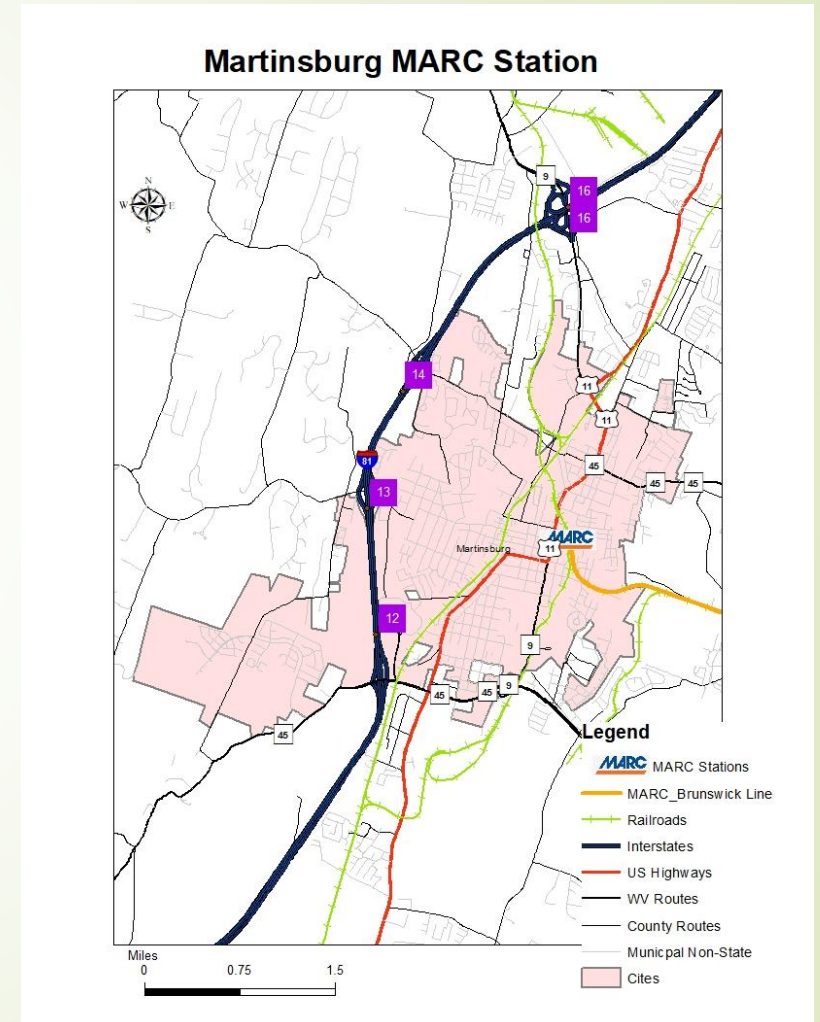 Martinsburg MARC Station
N
W E
S
9
16
16
14
11
11
81
45
45 45
13
MARC
Martinsburg
11
12
9
9
45 45
45
Legend
MARC MARC Stations
MARC_Brunswick Line
Railroads
Interstates
US Highways
WV Routes
County Routes
Municpal Non-State
Cites
Miles
0 0.75 1.5